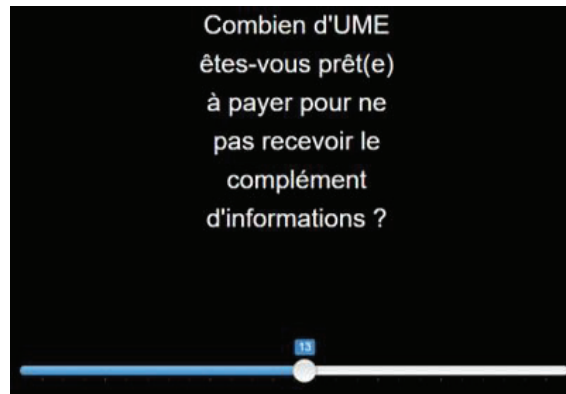 Combien d'UME
êtes-vous prêt(e)
à payer pour ne
pas recevoir le
complément
d'informations ?
13